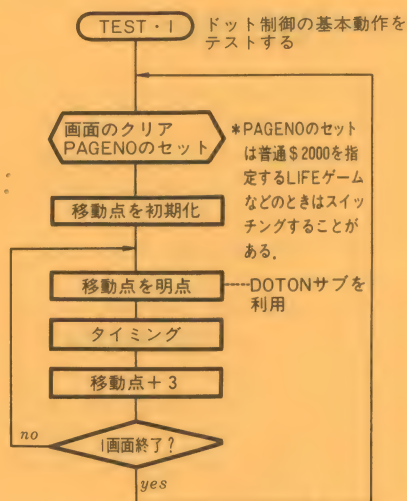 TEST・1
ドット制御の基本動作を
テストする
画面のクリア
PAGENOのセット
*PAGENOのセット
は普通$2000を指
定するLIFEゲーム
などのときはスイッ
チングすることが
ある.
移動点を初期化
移動点を明点
DOTONサブを
利用
タイミング
移動点+3
1画面終了?
no
yes